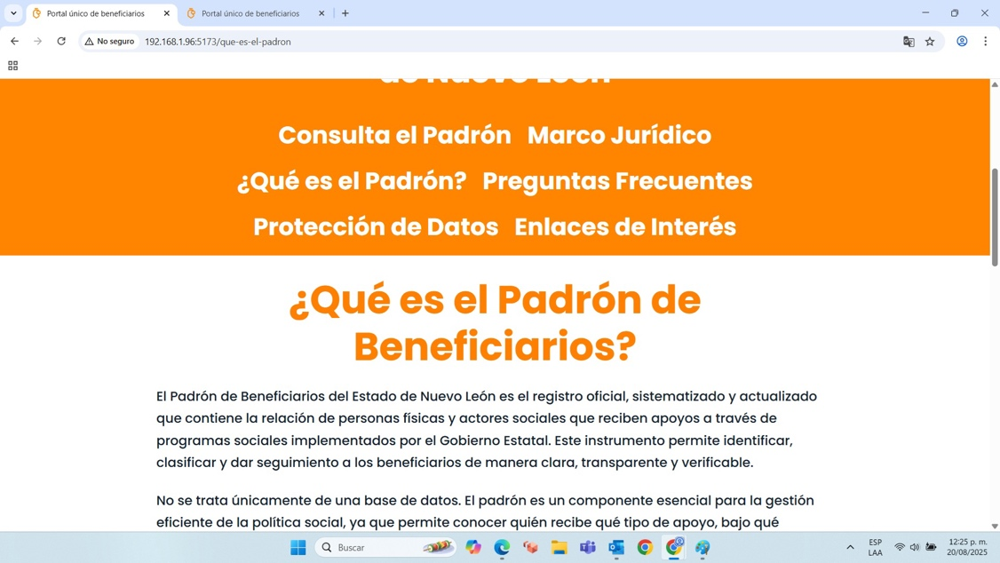 Portal único de beneficiarios
Portal único de beneficiarios
No seguro
192.168.1.96:5173/que-es-el-padron
de Nuevo León
Consulta el Padrón Marco Jurídico
¿Qué es el Padrón? Preguntas Frecuentes
Protección de Datos Enlaces de Interés
¿Qué es el Padrón de
Beneficiarios?
El Padrón de Beneficiarios del Estado de Nuevo León es el registro oficial, sistematizado y actualizado
que contiene la relación de personas físicas y actores sociales que reciben apoyos a través de
programas sociales implementados por el Gobierno Estatal. Este instrumento permite identificar,
clasificar y dar seguimiento a los beneficiarios de manera clara, transparente y verificable.
No se trata únicamente de una base de datos. El padrón es un componente esencial para la gestión
eficiente de la política social, ya que permite conocer quién recibe qué tipo de apoyo, bajo qué
Buscar
ESP
LAA
12:25 p. m.
20/08/2025